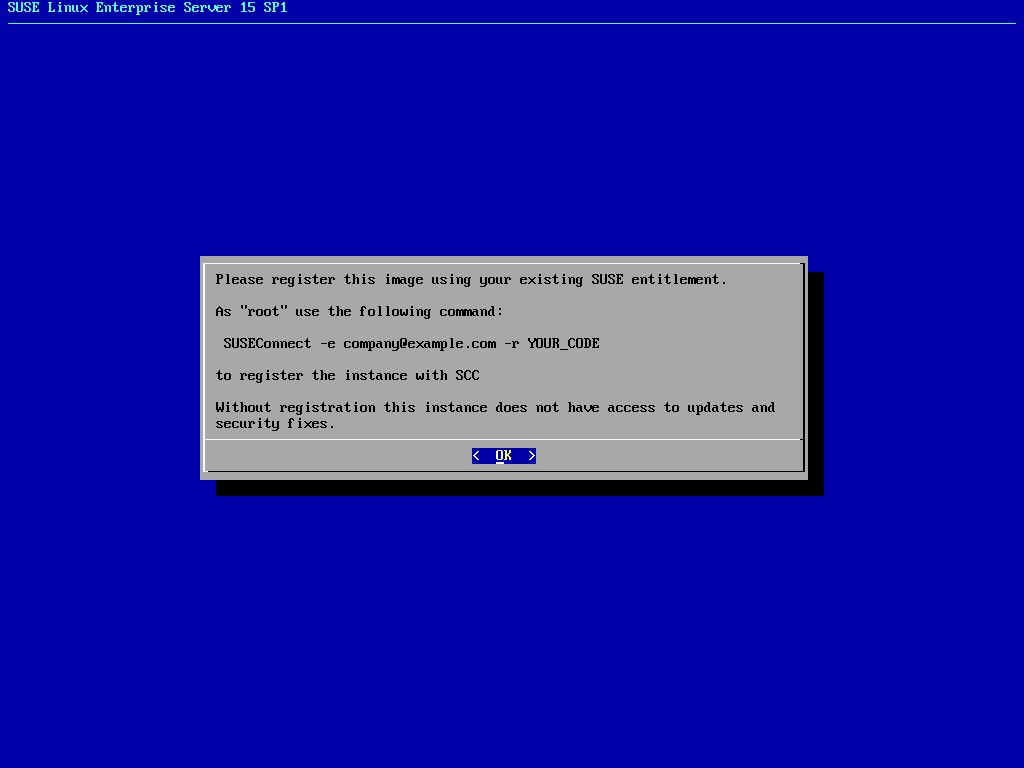 SUSE Linux Enterprise Server 15 SP1
Please register this image using your existing SUSE entitlement.
As "root" use the following command:
SUSEConnect -e company@example.com -r YOUR_CODE
to register the instance with SCC
Without registration this instance does not have access to updates and
security fixes.
< OK >